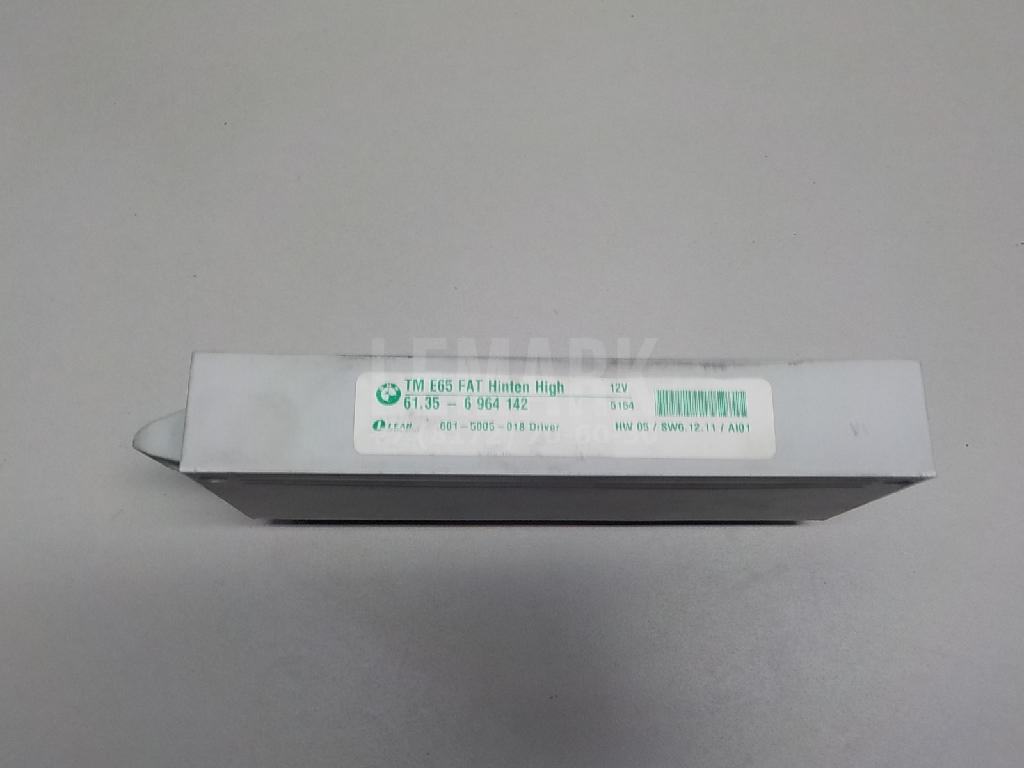 LEMARK
TM E65 FAT Hinten High 12V
61.35 - 6 964 142 5164
LEAR 601-5005-018 Driver HW 05 / SW6.12.11 / AI01